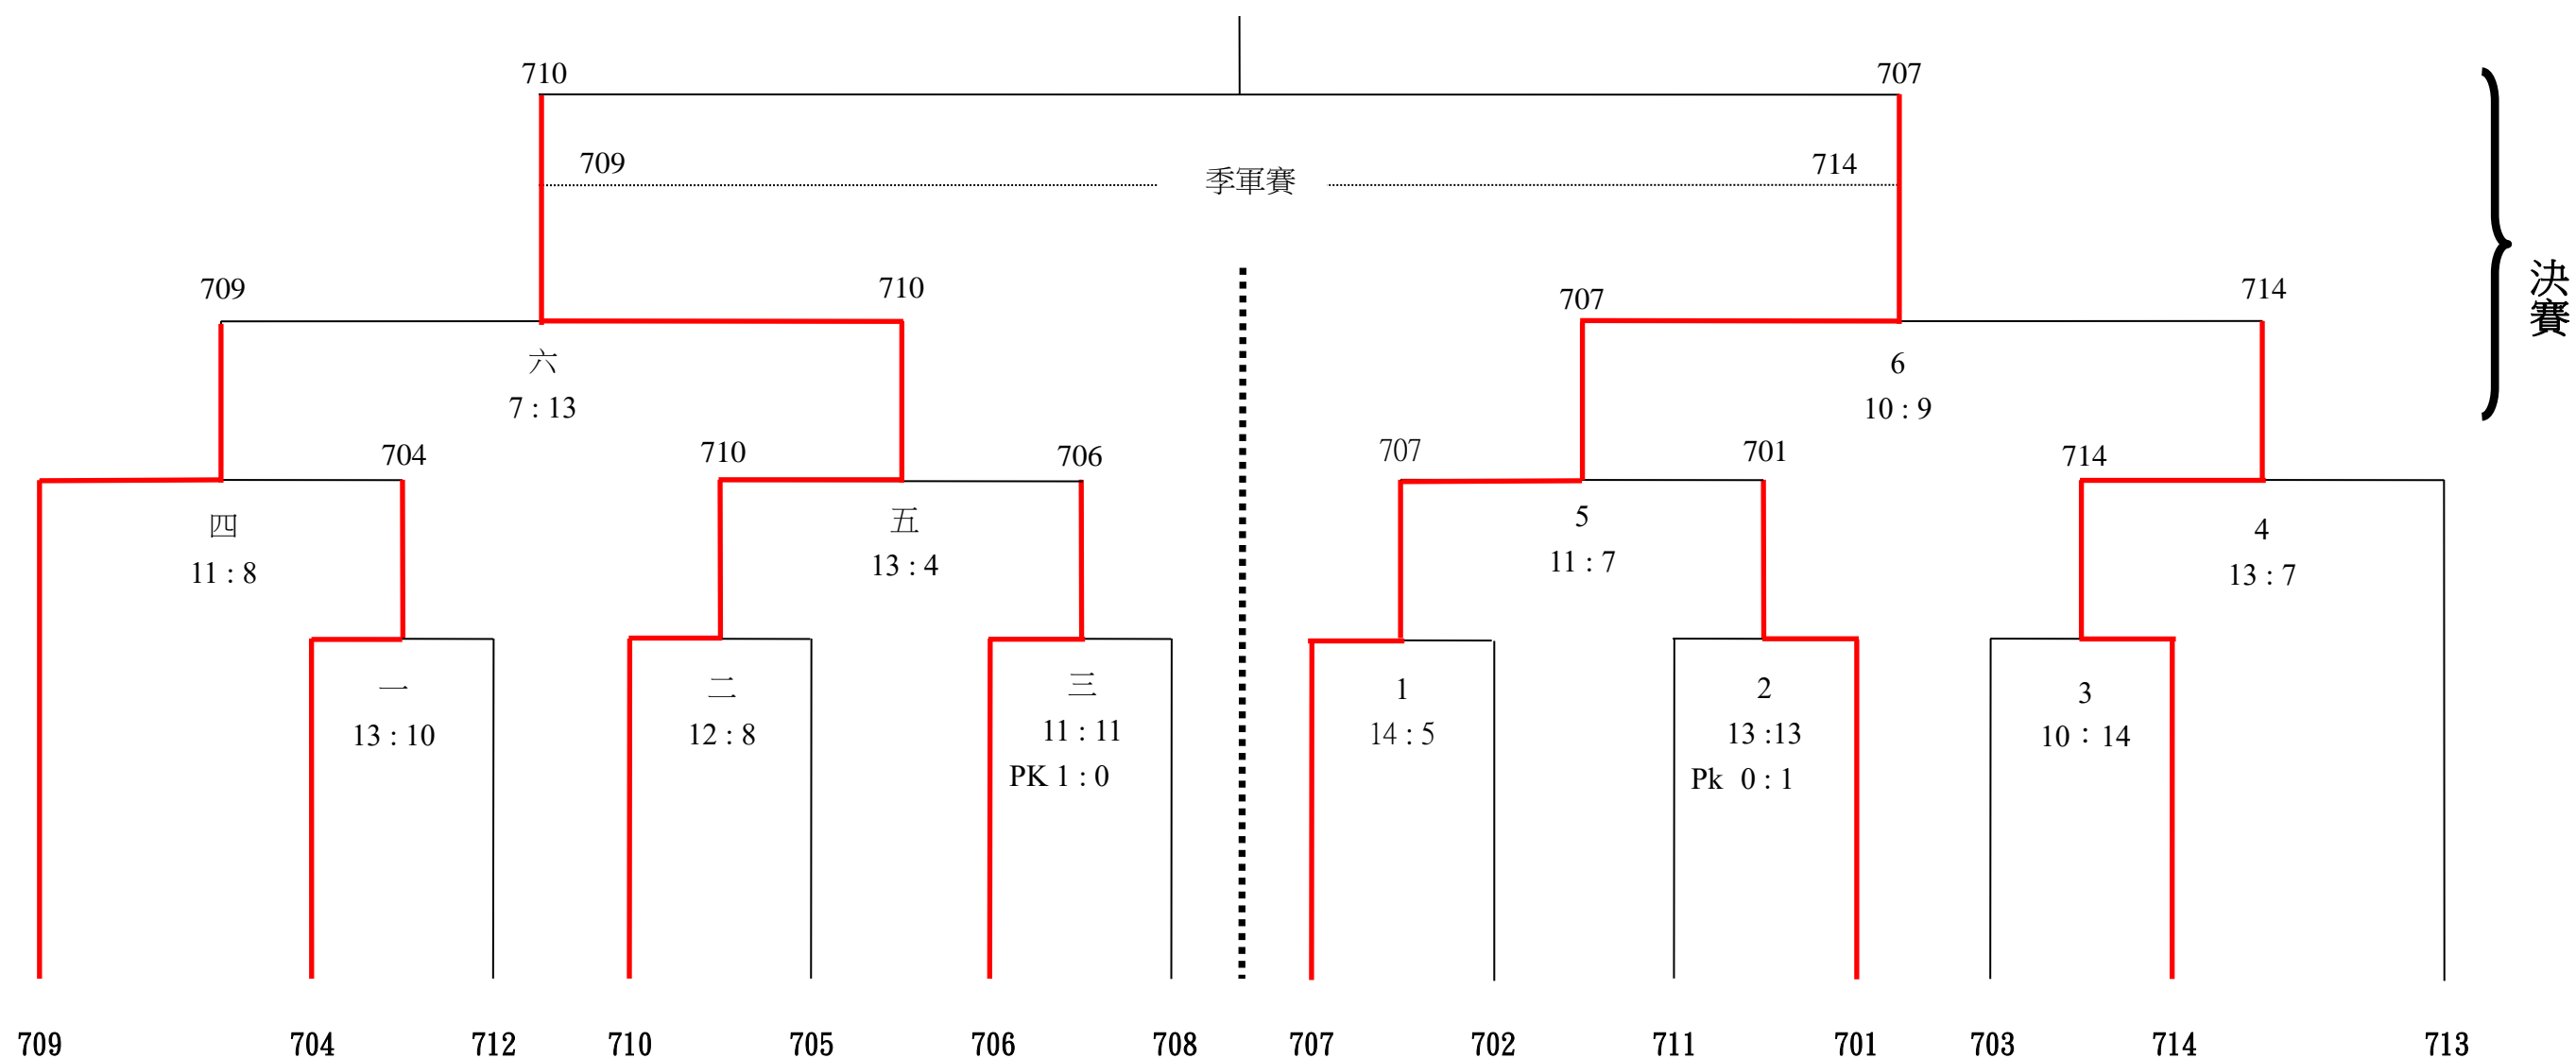 710 707
709 季軍賽 714
709 710 707 714
決賽
六 6
7 : 13 10 : 9
704 710 706 707 701 714
四 五 5 4
11 : 8 13 : 4 11 : 7 13 : 7
一 二 三 1 2 3
13 : 10 12 : 8 11 : 11 14 : 5 13 :13 10：14
PK 1 : 0 Pk 0 : 1
709 704 712 710 705 706 708 707 702 711 701 703 714 713